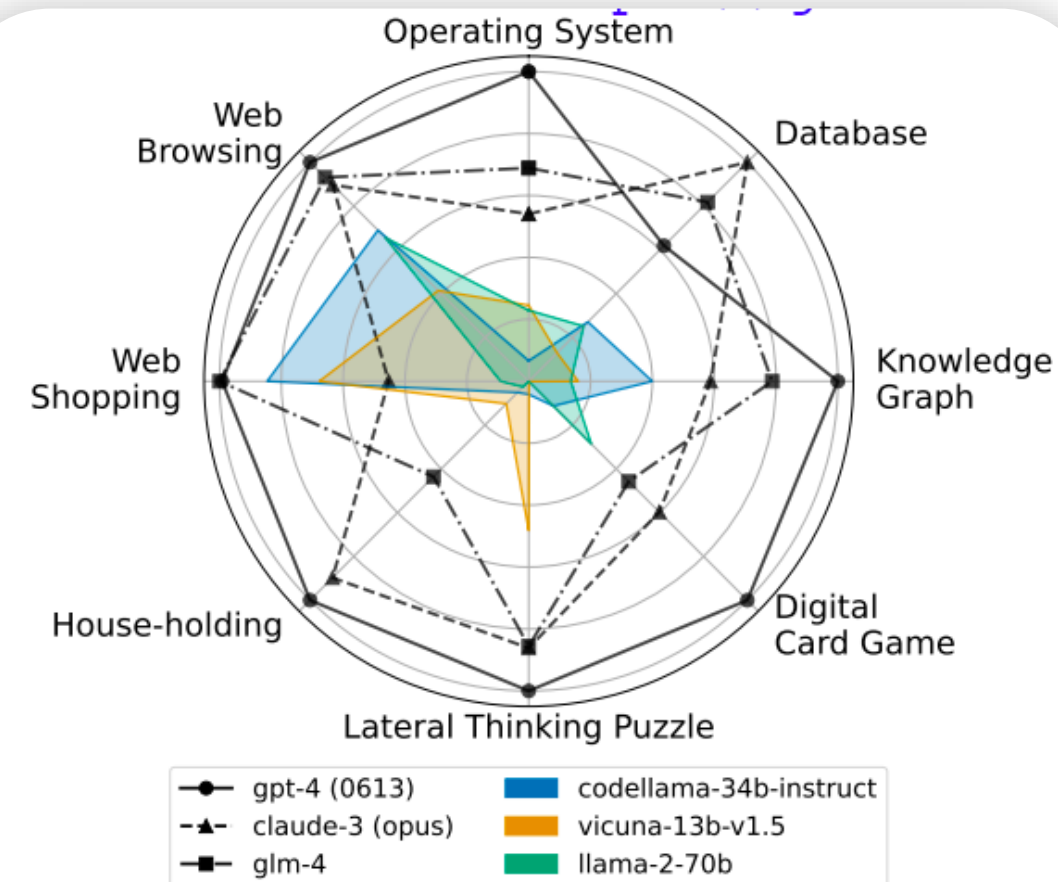 Operating System
Web
Browsing
Database
Web
Shopping
Knowledge
Graph
House-holding
Digital
Card Game
Lateral Thinking Puzzle
gpt-4 (0613)
claude-3 (opus)
glm-4
codellama-34b-instruct
vicuna-13b-v1.5
llama-2-70b